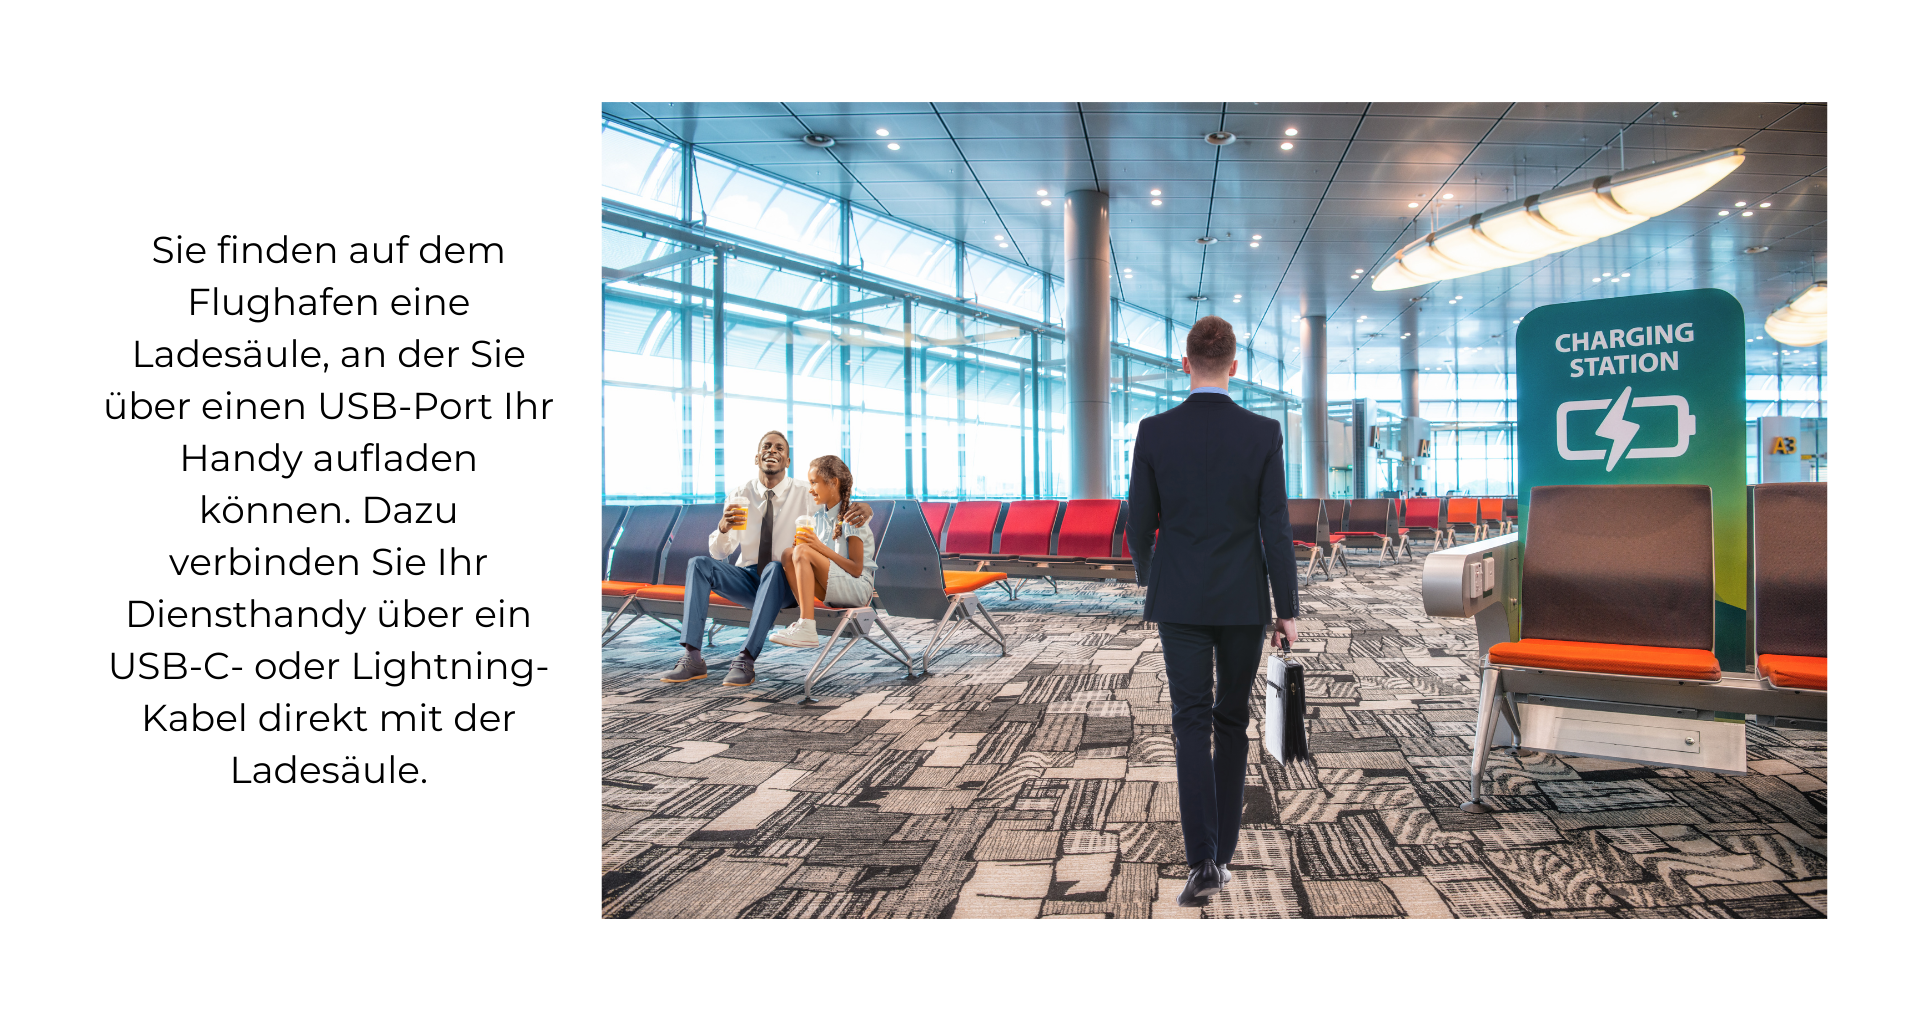 Sie finden auf dem
Flughafen eine
Ladesäule, an der Sie
über einen USB-Port Ihr
Handy aufladen
können. Dazu
verbinden Sie Ihr
Diensthandy über ein
USB-C- oder Lightning-
Kabel direkt mit der
Ladesäule.
CHARGING
STATION
A3